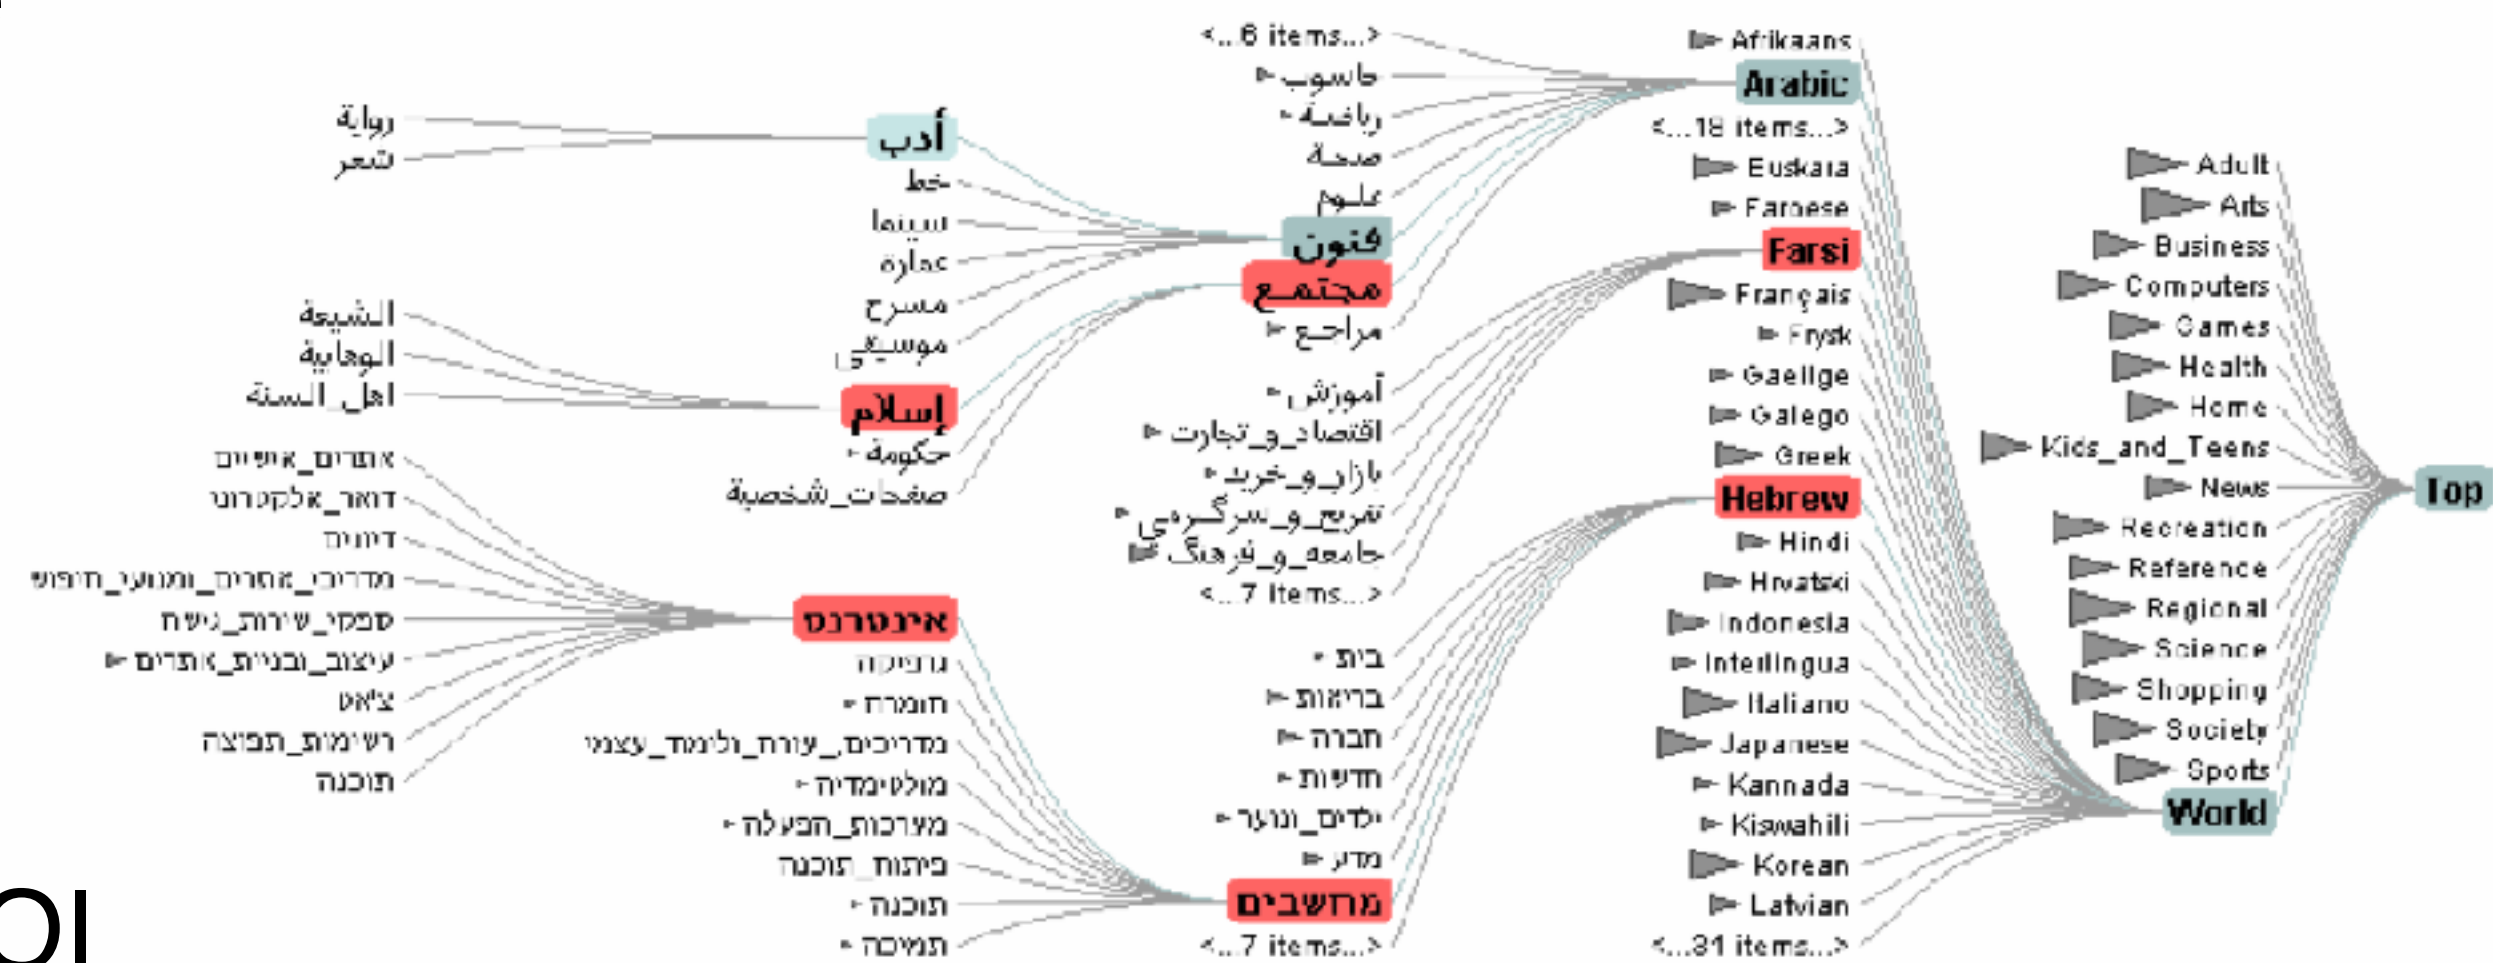 Top
Adult
Arts
Business
Computers
Games
Health
Home
Kids_and_Teens
News
Recreation
Reference
Regional
Science
Shopping
Society
Sports
World
Afrikaans
Arabic
<...18 items...>
Euskara
Faroese
Farsi
Français
Frysk
Gaeilge
Galego
Greek
Hebrew
Hindi
Hrvatski
Indonesia
Interlingua
Italiano
Japanese
Kannada
Kiswahili
Korean
Latvian
<...31 items...>
<...6 items...>
حاسوب
رياضة
صحة
علوم
فنون
مجتمع
مراجع
آموزش
اقتصاد_و_تجارت
بازار_و_خرید
تفریح_و_سرگرمی
جامعه_و_فرهنگ
<...7 items...>
בית
בריאות
חברה
חדשות
ילדים_ונוער
מדע
מחשבים
<...7 items...>
أدب
خط
سينما
عمارة
مسرح
موسيقى
إسلام
حكومة
صفحات_شخصية
אינטרנט
גרפיקה
חומרה
מדריכים,_עזרה_ולימוד_עצמי
מולטימדיה
מערכות_הפעלה
פיתוח_תוכנה
תוכנה
תמיכה
رواية
شعر
الشيعة
الوهابية
اهل_السنة
אתרים_אישיים
דואר_אלקטרוני
דיונים
מדריכי_אתרים_ומנועי_חיפוש
ספקי_שירות_גישה
עיצוב_ובניית_אתרים
צ'אט
רשימות_תפוצה
תוכנה